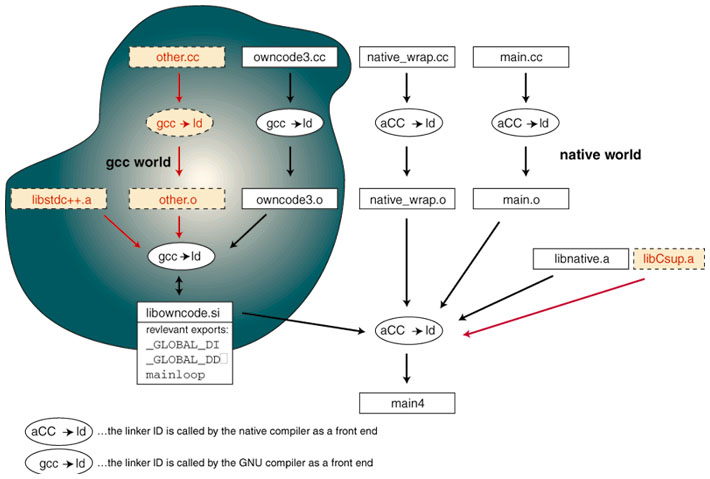 other.cc
owncode3.cc
native_wrap.cc
main.cc
gcc → ld
gcc → ld
aCC → ld
aCC → ld
gcc world
native world
libstdc++.a
other.o
owncode3.o
native_wrap.o
main.o
gcc → ld
libnative.a
libCsup.a
libowncode.si
revlevant exports:
_GLOBAL_DI
_GLOBAL_DD
mainloop
aCC → ld
main4
aCC → ld ...the linker ID is called by the native compiler as a front end
gcc → ld ...the linker ID is called by the GNU compiler as a front end